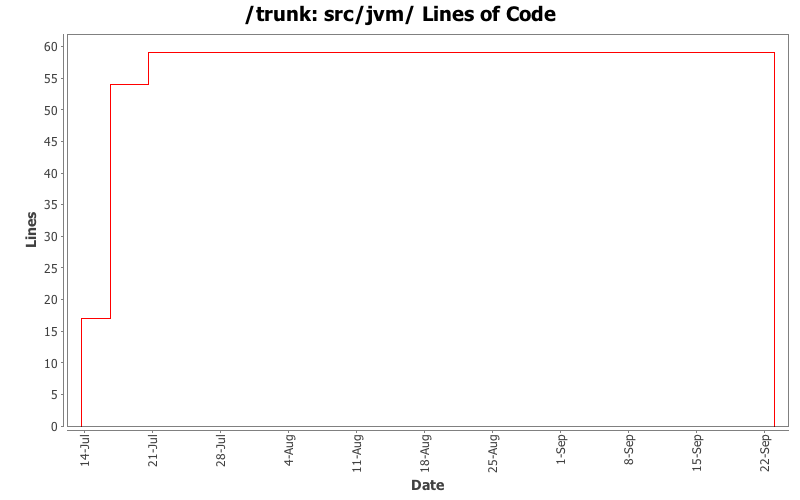 /trunk: src/jvm/ Lines of Code
60
55
50
45
40
35
30
25
20
15
10
5
0
Lines
14-Jul
21-Jul
28-Jul
4-Aug
11-Aug
18-Aug
25-Aug
1-Sep
8-Sep
15-Sep
22-Sep
Date